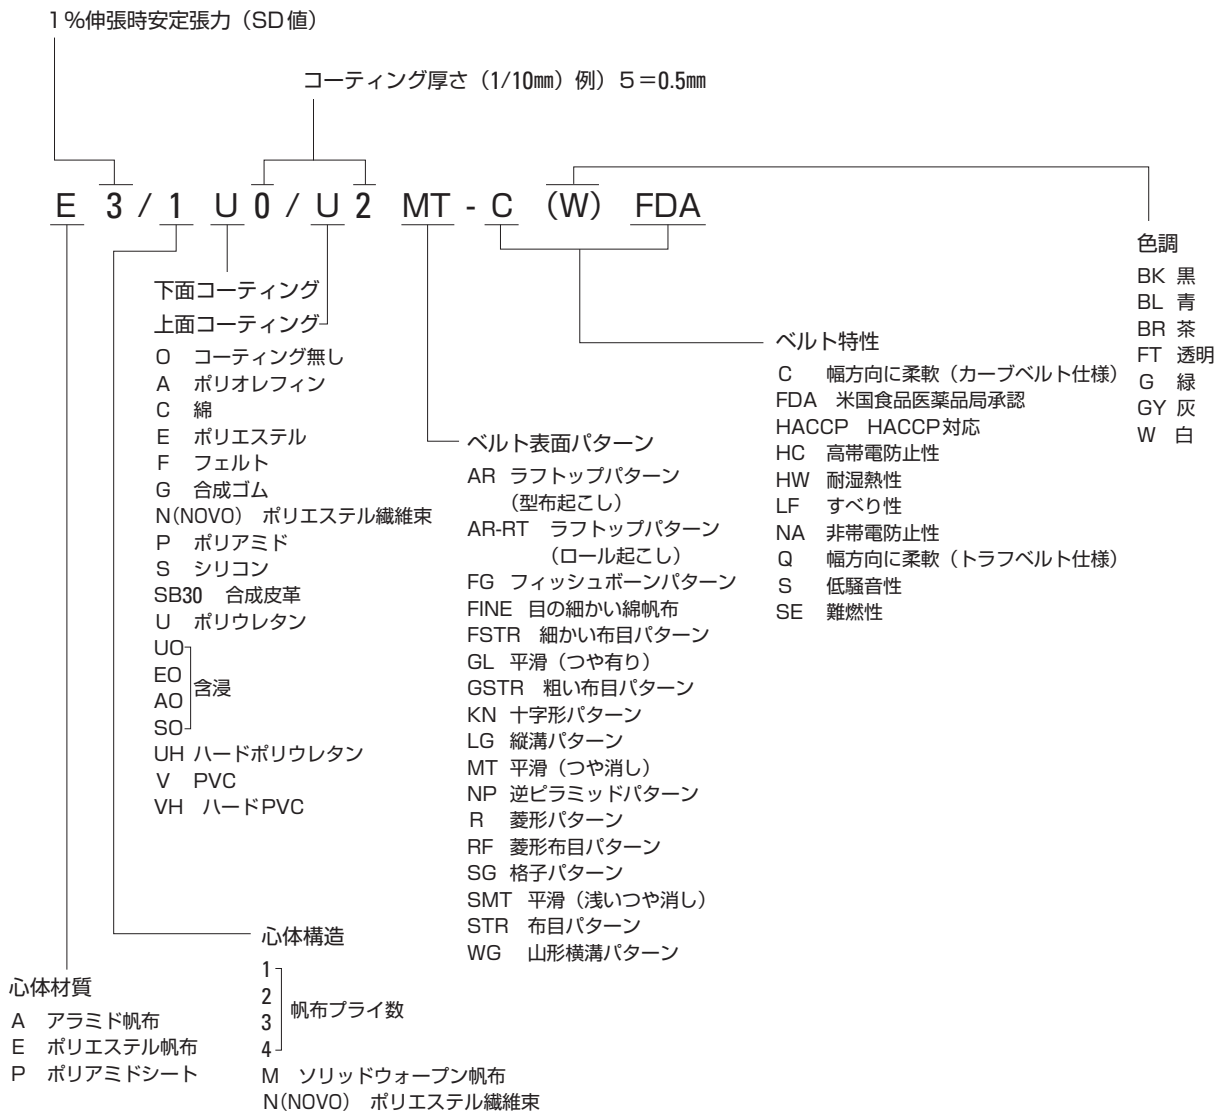 1%伸張時安定張力（SD値）
コーティング厚さ（1/10㎜）例）5＝0.5㎜
E 3 / 1 U 0 / U 2 MT - C (W) FDA
下面コーティング
上面コーティング
O コーティング無し
A ポリオレフィン
C 綿
E ポリエステル
F フェルト
G 合成ゴム
N(NOVO) ポリエステル繊維束
P ポリアミド
S シリコン
SB30 合成皮革
U ポリウレタン
UO
EO
AO
SO
含浸
UH ハードポリウレタン
V PVC
VH ハードPVC
ベルト表面パターン
AR ラフトップパターン
（型布起こし）
AR-RT ラフトップパターン
（ロール起こし）
FG フィッシュボーンパターン
FINE 目の細かい綿帆布
FSTR 細かい布目パターン
GL 平滑（つや有り）
GSTR 粗い布目パターン
KN 十字形パターン
LG 縦溝パターン
MT 平滑（つや消し）
NP 逆ピラミッドパターン
R 菱形パターン
RF 菱形布目パターン
SG 格子パターン
SMT 平滑（浅いつや消し）
STR 布目パターン
WG 山形横溝パターン
ベルト特性
C 幅方向に柔軟（カーブベルト仕様）
FDA 米国食品医薬品局承認
HACCP HACCP対応
HC 高帯電防止性
HW 耐湿熱性
LF すべり性
NA 非帯電防止性
Q 幅方向に柔軟（トラフベルト仕様）
S 低騒音性
SE 難燃性
色調
BK 黒
BL 青
BR 茶
FT 透明
G 緑
GY 灰
W 白
心体構造
1
2
3
4
帆布プライ数
M ソリッドウォープン帆布
N(NOVO) ポリエステル繊維束
心体材質
A アラミド帆布
E ポリエステル帆布
P ポリアミドシート